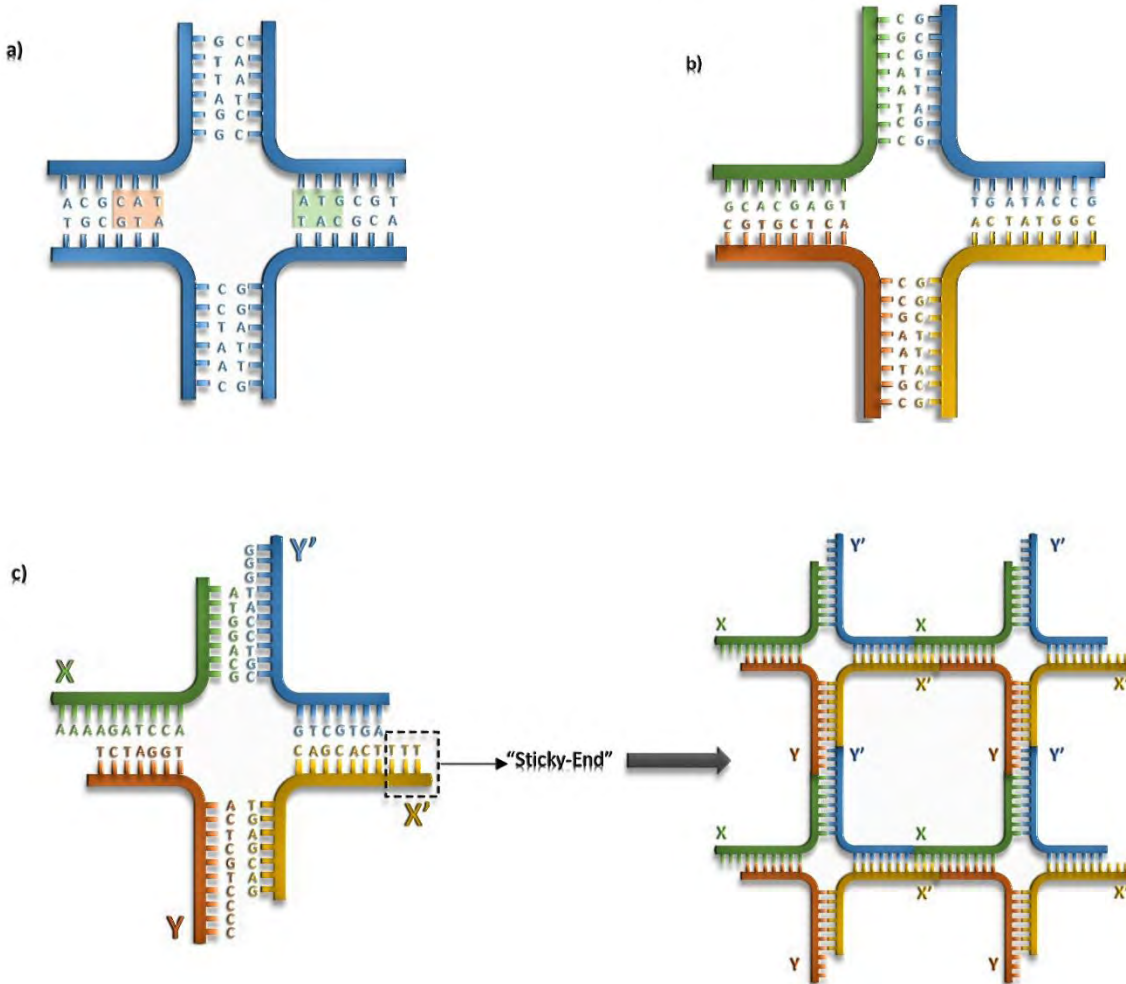 a)
G C
T A
T A
A T
G C
G C
A C G C A T
T G C G T A
A T G C G T
T A C G C A
C G
C G
T A
A T
A T
C G
b)
C G
G C
C G
A T
A T
T A
C G
C G
G C A C G A G T
C G T G C T C A
T G A T A C C G
A C T A T G G C
C G
C G
G C
A T
A T
T A
G C
C G
c)
Y'
G
G
G
A T
T A
G C
G C
A T
C G
G C
X
A A A A G A T C C A
T C T A G G T
G T C G T G A
C A G C A C T T T T
"Sticky-End"
X'
A T
C G
T A
C G
G C
T A
C G
C
C
C
Y
Y' Y'
X X
X' X'
Y Y' Y Y'
X X
X' X'
Y Y